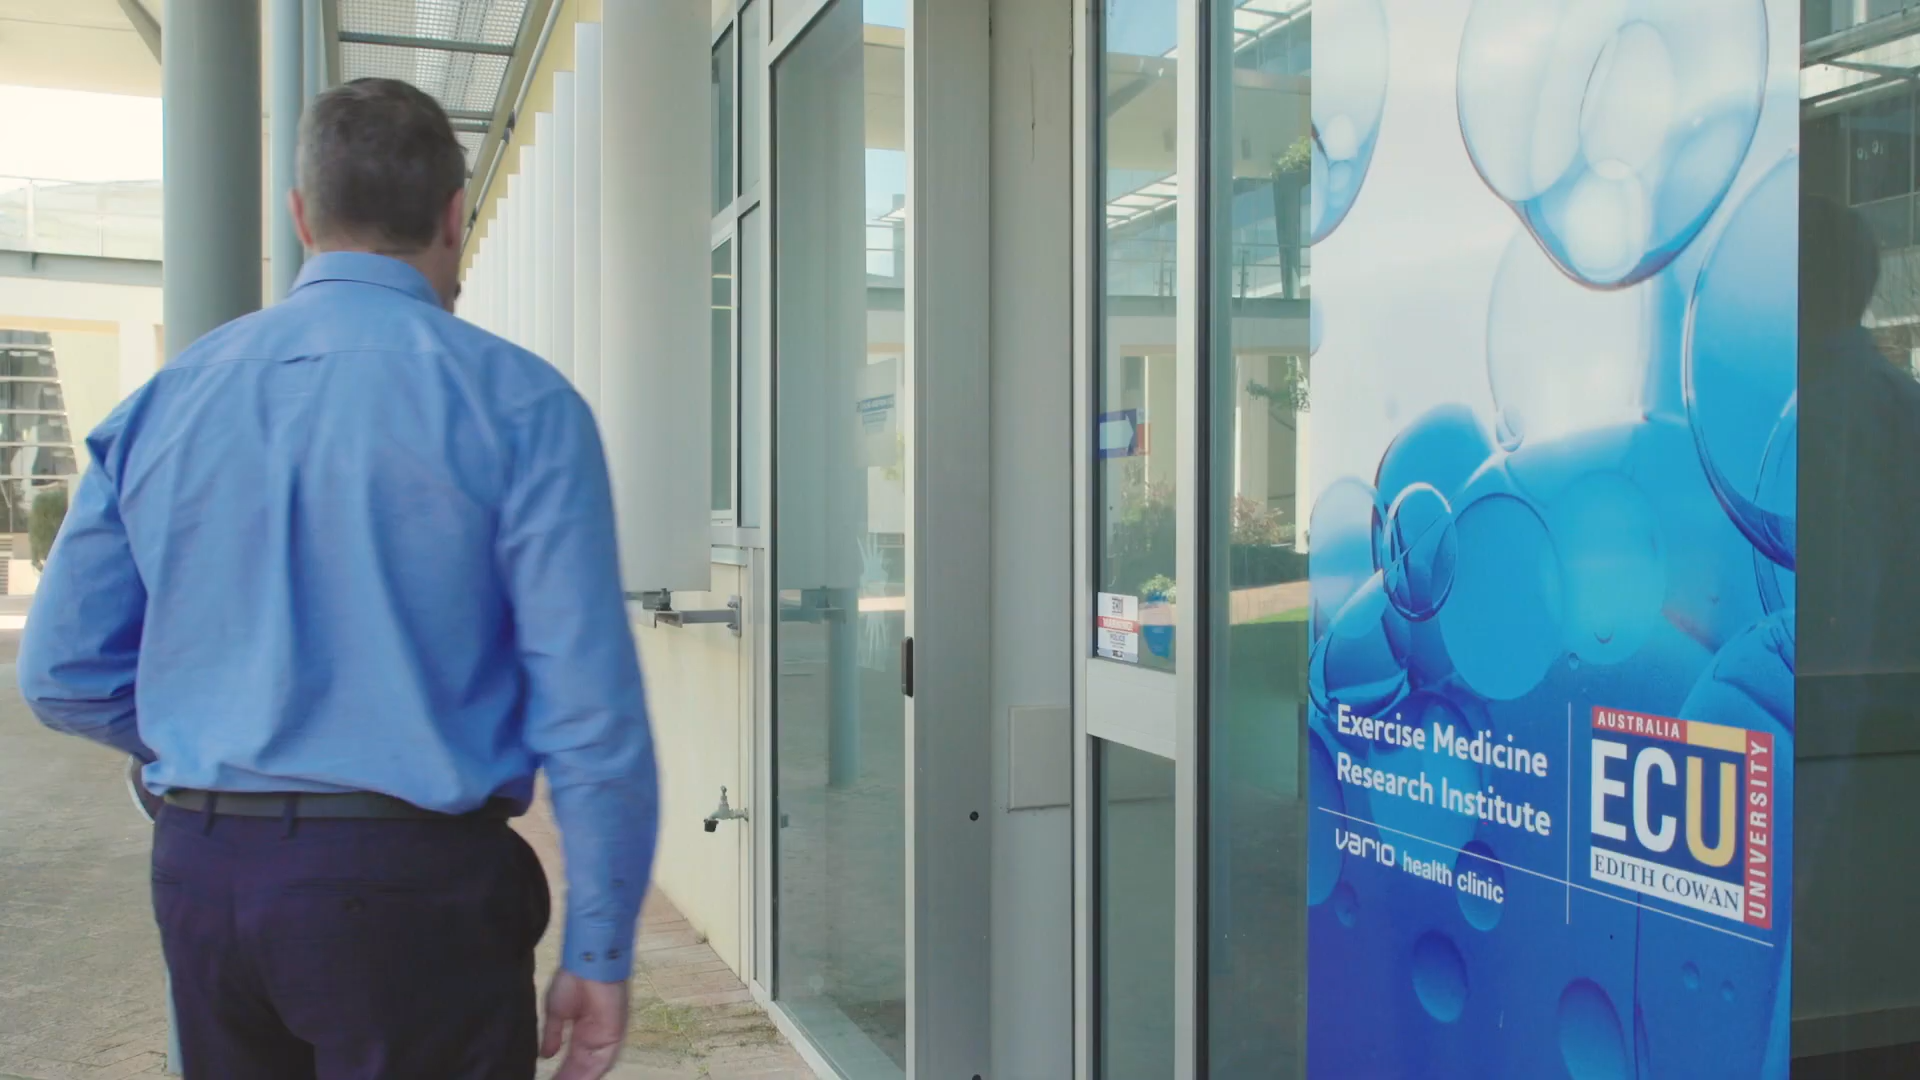 Exercise Medicine
Research Institute
vario health clinic
AUSTRALIA
ECU
EDITH COWAN
UNIVERSITY